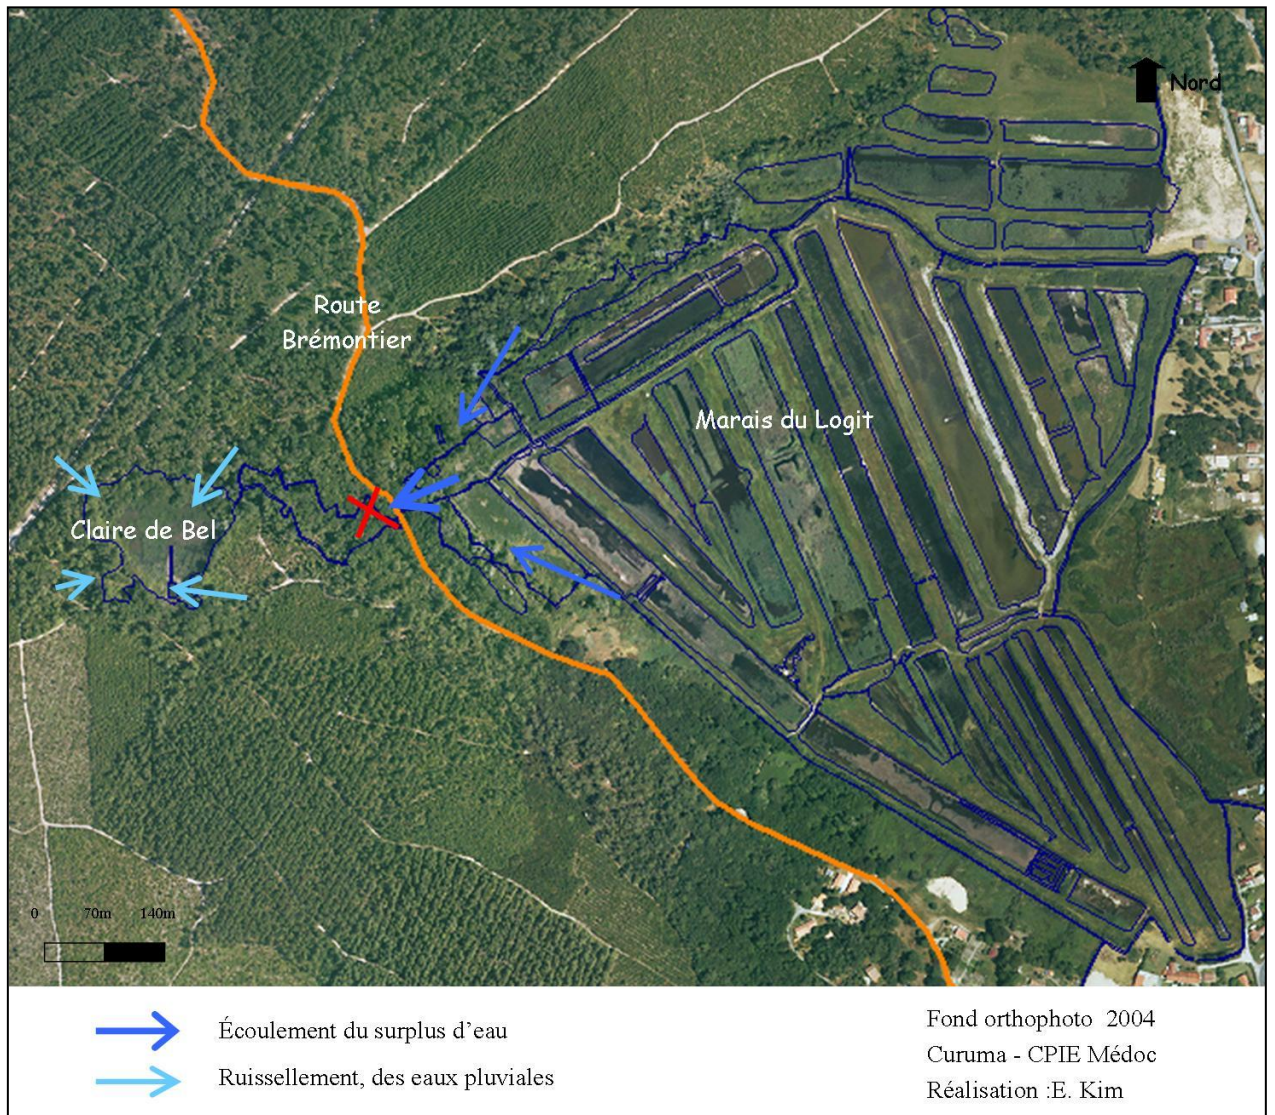 Nord
Route
Brémontier
Marais du Logit
Claire de Bel
0 70m 140m
Écoulement du surplus d'eau
Ruissellement, des eaux pluviales
Fond orthophoto 2004
Curuma - CPIE Médoc
Réalisation :E. Kim